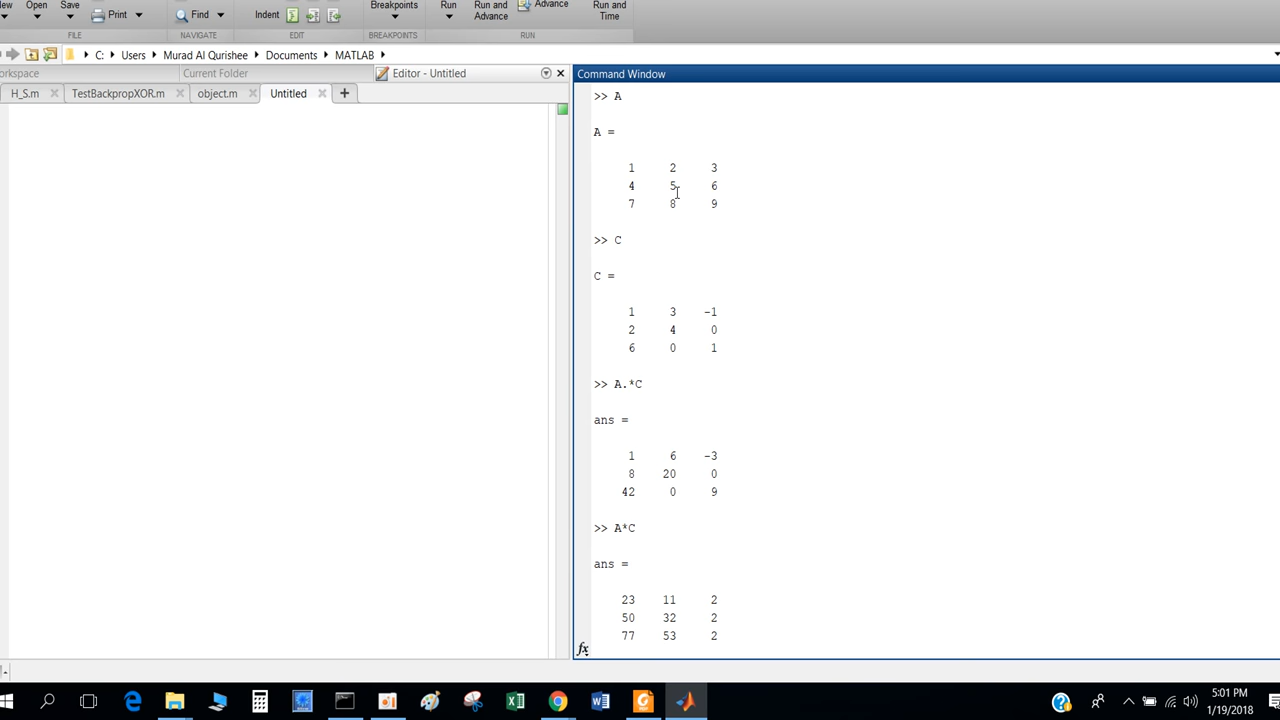 Open Save Print Find Indent Breakpoints Run Run and Advance Advance Run and Time
FILE NAVIGATE EDIT BREAKPOINTS RUN
C: Users Murad Al Qurishee Documents MATLAB
Current Folder Editor - Untitled Command Window
H_S.m TestBackpropXOR.m object.m Untitled
>> A
A =
1 2 3
4 5 6
7 8 9
>> C
C =
1 3 -1
2 4 0
6 0 1
>> A.*C
ans =
1 6 -3
8 20 0
42 0 9
>> A*C
ans =
23 11 2
50 32 2
77 53 2
fx
5:01 PM
1/19/2018